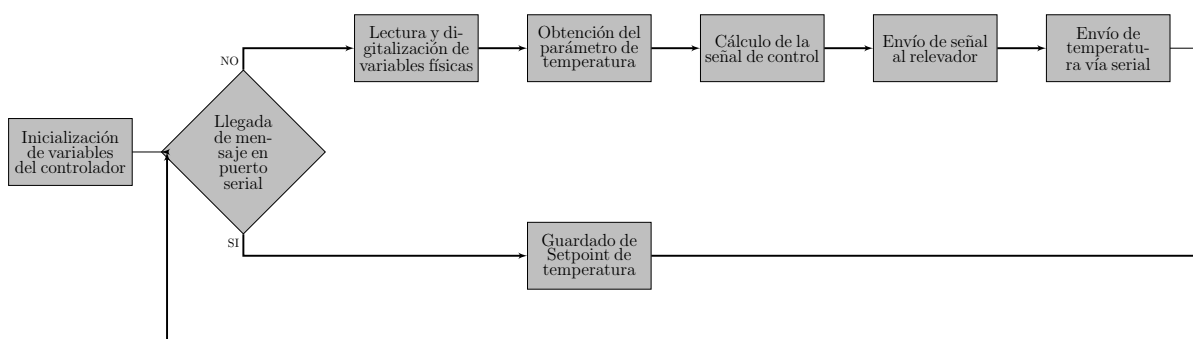 Inicialización
de variables
del controlador
Llegada
de men-
saje en
puerto
serial
NO
Lectura y di-
gitalización de
variables físicas
Obtención del
parámetro de
temperatura
Cálculo de la
señal de control
Envío de señal
al relevador
Envío de
temperatu-
ra vía serial
SI
Guardado de
Setpoint de
temperatura